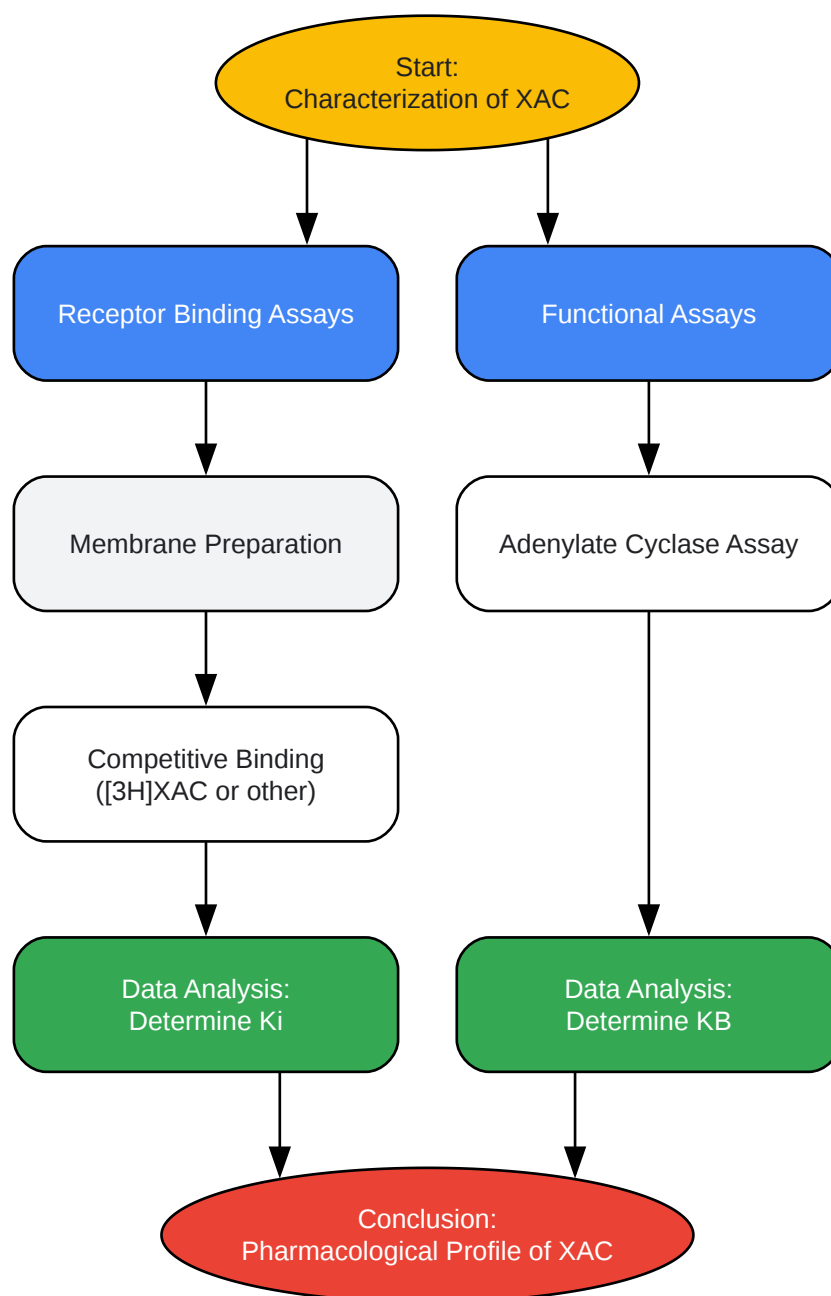 Start:
Characterization of XAC
Receptor Binding Assays
Functional Assays
Membrane Preparation
Adenylate Cyclase Assay
Competitive Binding
([3H]XAC or other)
Data Analysis:
Determine Ki
Data Analysis:
Determine KB
Conclusion:
Pharmacological Profile of XAC